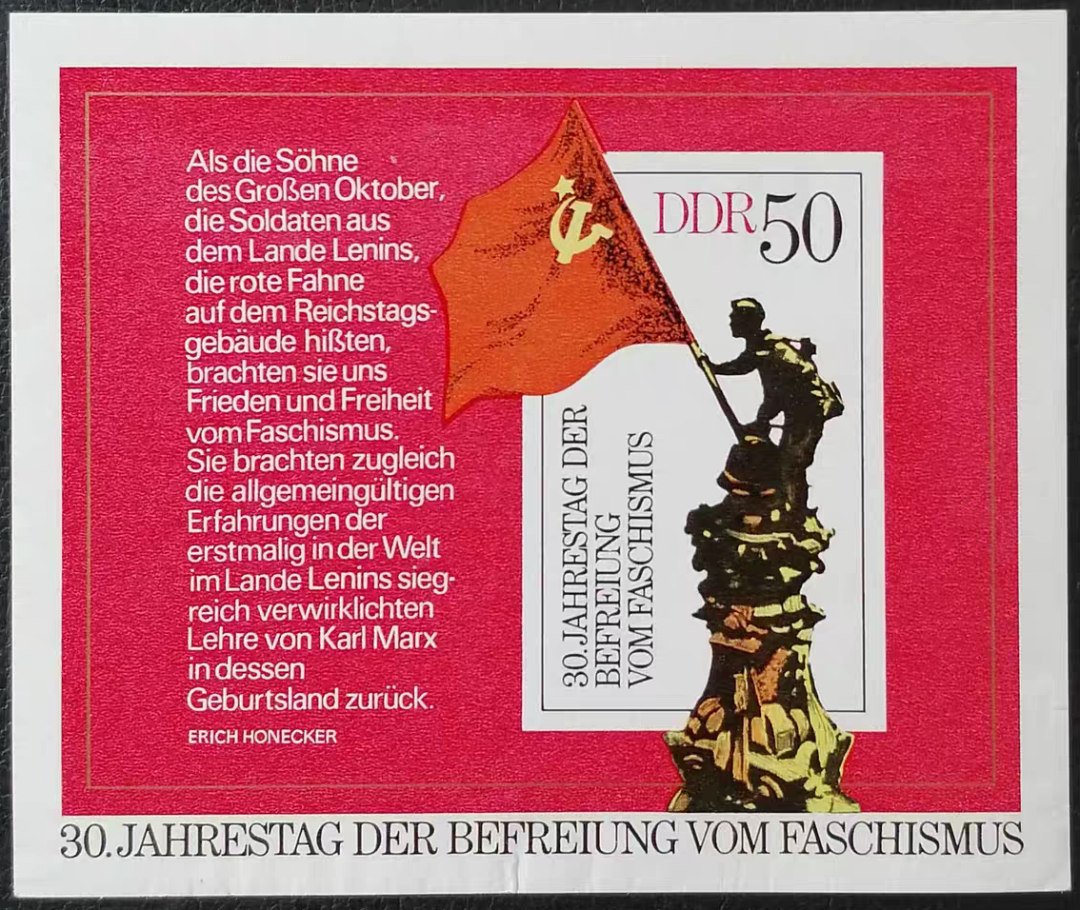 Als die Söhne
des Großen Oktober,
die Soldaten aus
dem Lande Lenins,
die rote Fahne
auf dem Reichstags-
gebäude hißten,
brachten sie uns
Frieden und Freiheit
vom Faschismus.
Sie brachten zugleich
die allgemeingültigen
Erfahrungen der
erstmalig in der Welt
im Lande Lenins sieg-
reich verwirklichten
Lehre von Karl Marx
in dessen
Geburtsland zurück.
ERICH HONECKER
DDR 50
30. JAHRESTAG DER
BEFREIUNG
VOM FASCHISMUS
30. JAHRESTAG DER BEFREIUNG VOM FASCHISMUS